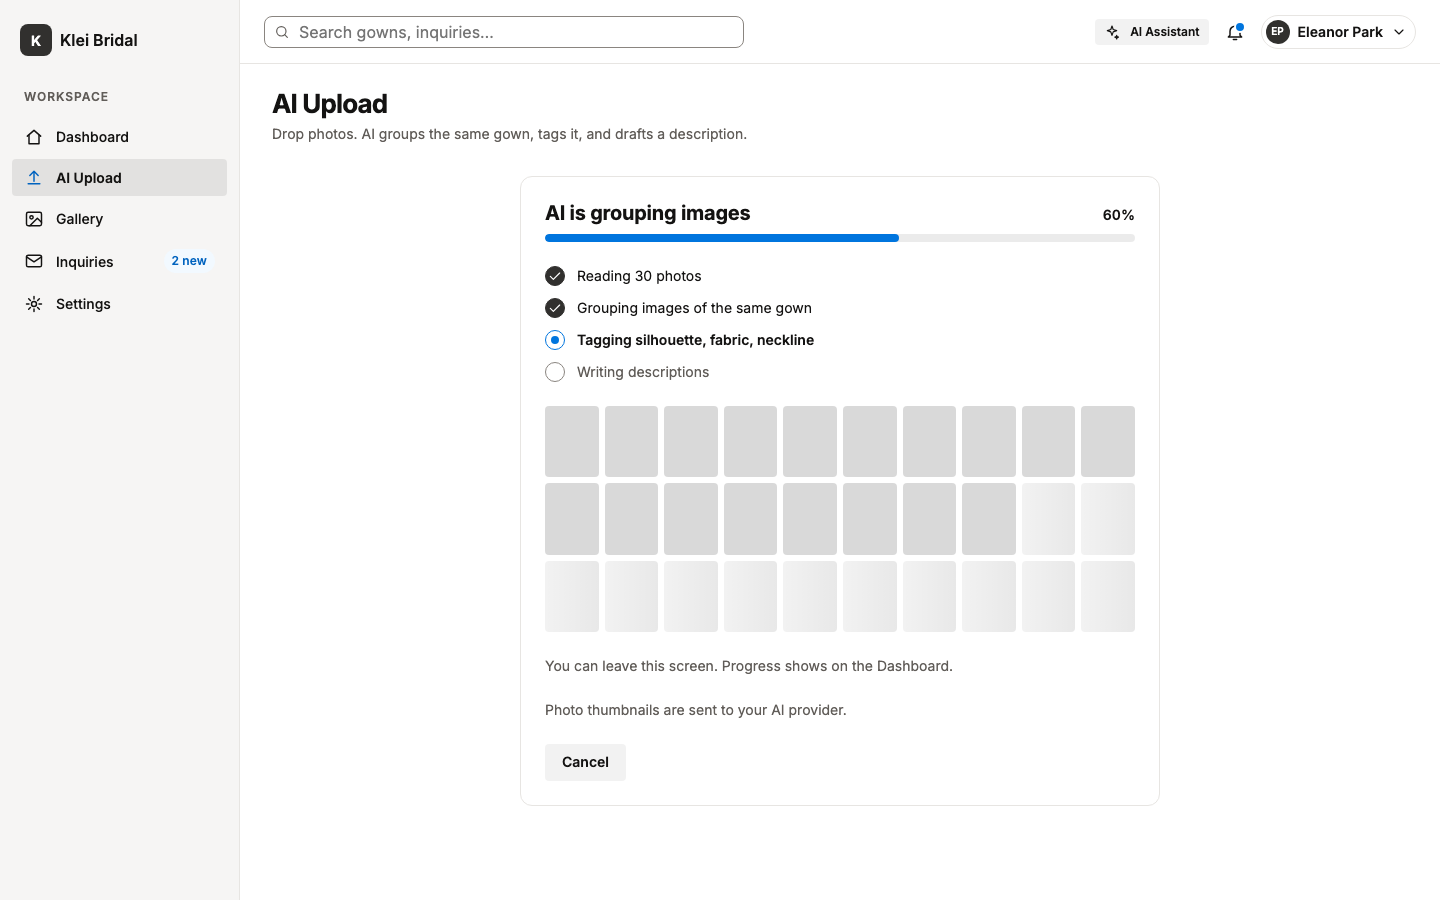 K
Klei Bridal
Search gowns, inquiries...
AI Assistant
EP
Eleanor Park
WORKSPACE
Dashboard
AI Upload
Gallery
Inquiries
2 new
Settings
AI Upload
Drop photos. AI groups the same gown, tags it, and drafts a description.
AI is grouping images
60%
Reading 30 photos
Grouping images of the same gown
Tagging silhouette, fabric, neckline
Writing descriptions
You can leave this screen. Progress shows on the Dashboard.
Photo thumbnails are sent to your AI provider.
Cancel